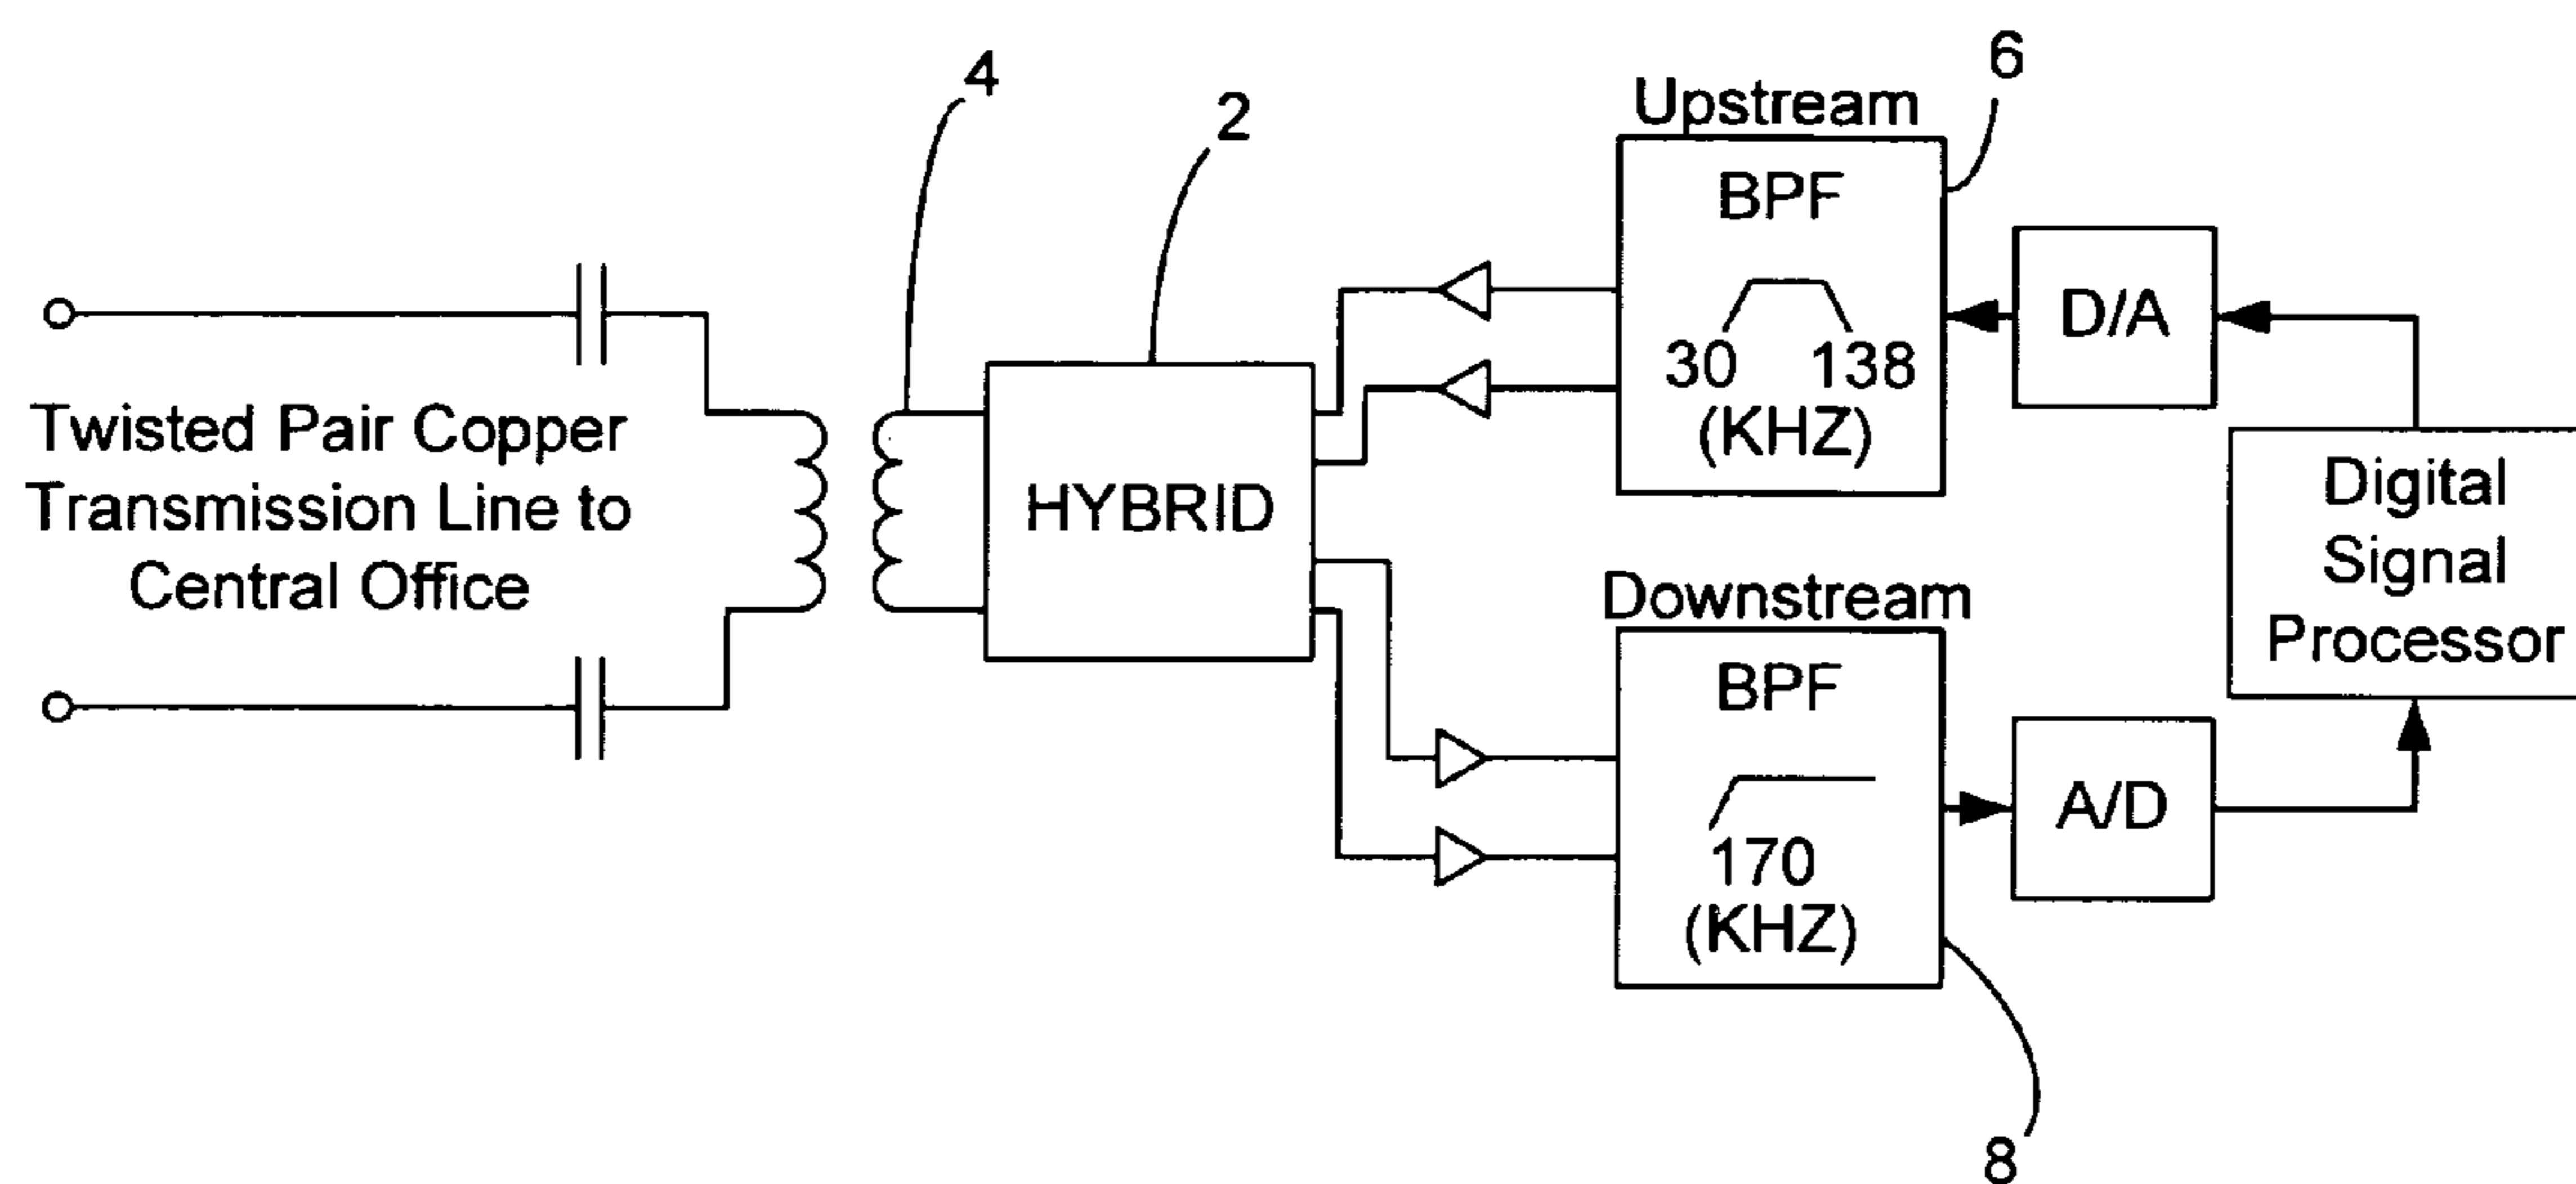 4
2
6
Upstream
BPF
30 138
(KHZ)
D/A
Twisted Pair Copper
Transmission Line to
Central Office
HYBRID
Digital
Signal
Processor
Downstream
BPF
170
(KHZ)
A/D
8